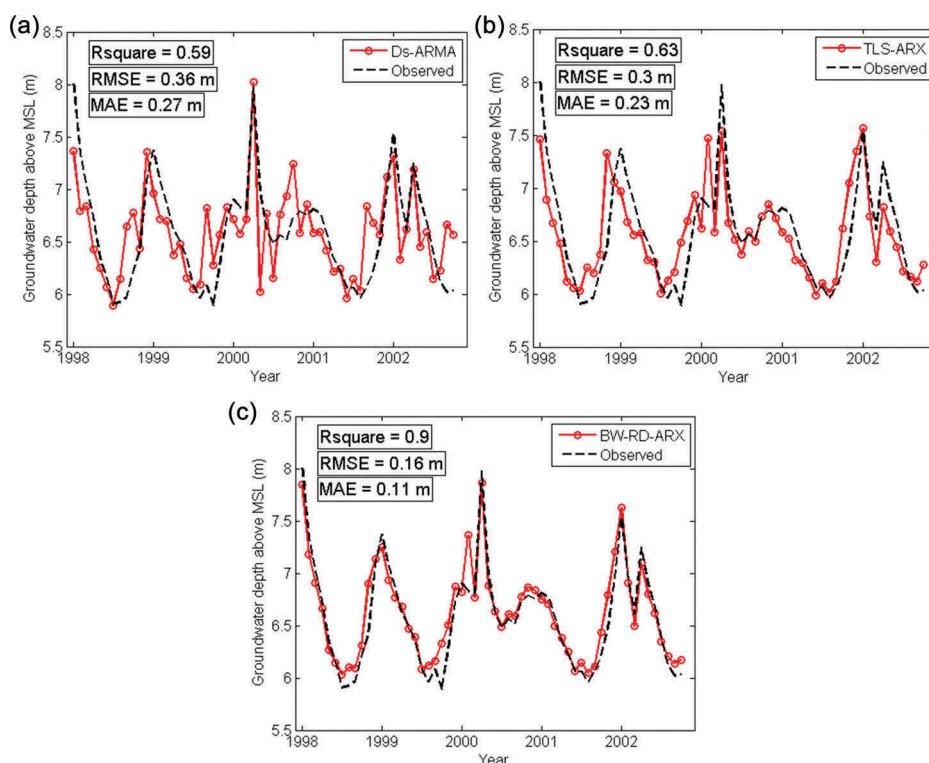 (a)
Rsquare = 0.59
RMSE = 0.36 m
MAE = 0.27 m
Ds-ARMA
Observed
Groundwater depth above MSL (m)
8.5
8
7.5
7
6.5
6
5.5
1998 1999 2000 2001 2002
Year
(b)
Rsquare = 0.63
RMSE = 0.3 m
MAE = 0.23 m
TLS-ARX
Observed
Groundwater depth above MSL (m)
8.5
8
7.5
7
6.5
6
5.5
1998 1999 2000 2001 2002
Year
(c)
Rsquare = 0.9
RMSE = 0.16 m
MAE = 0.11 m
BW-RD-ARX
Observed
Groundwater depth above MSL (m)
8.5
8
7.5
7
6.5
6
5.5
1998 1999 2000 2001 2002
Year